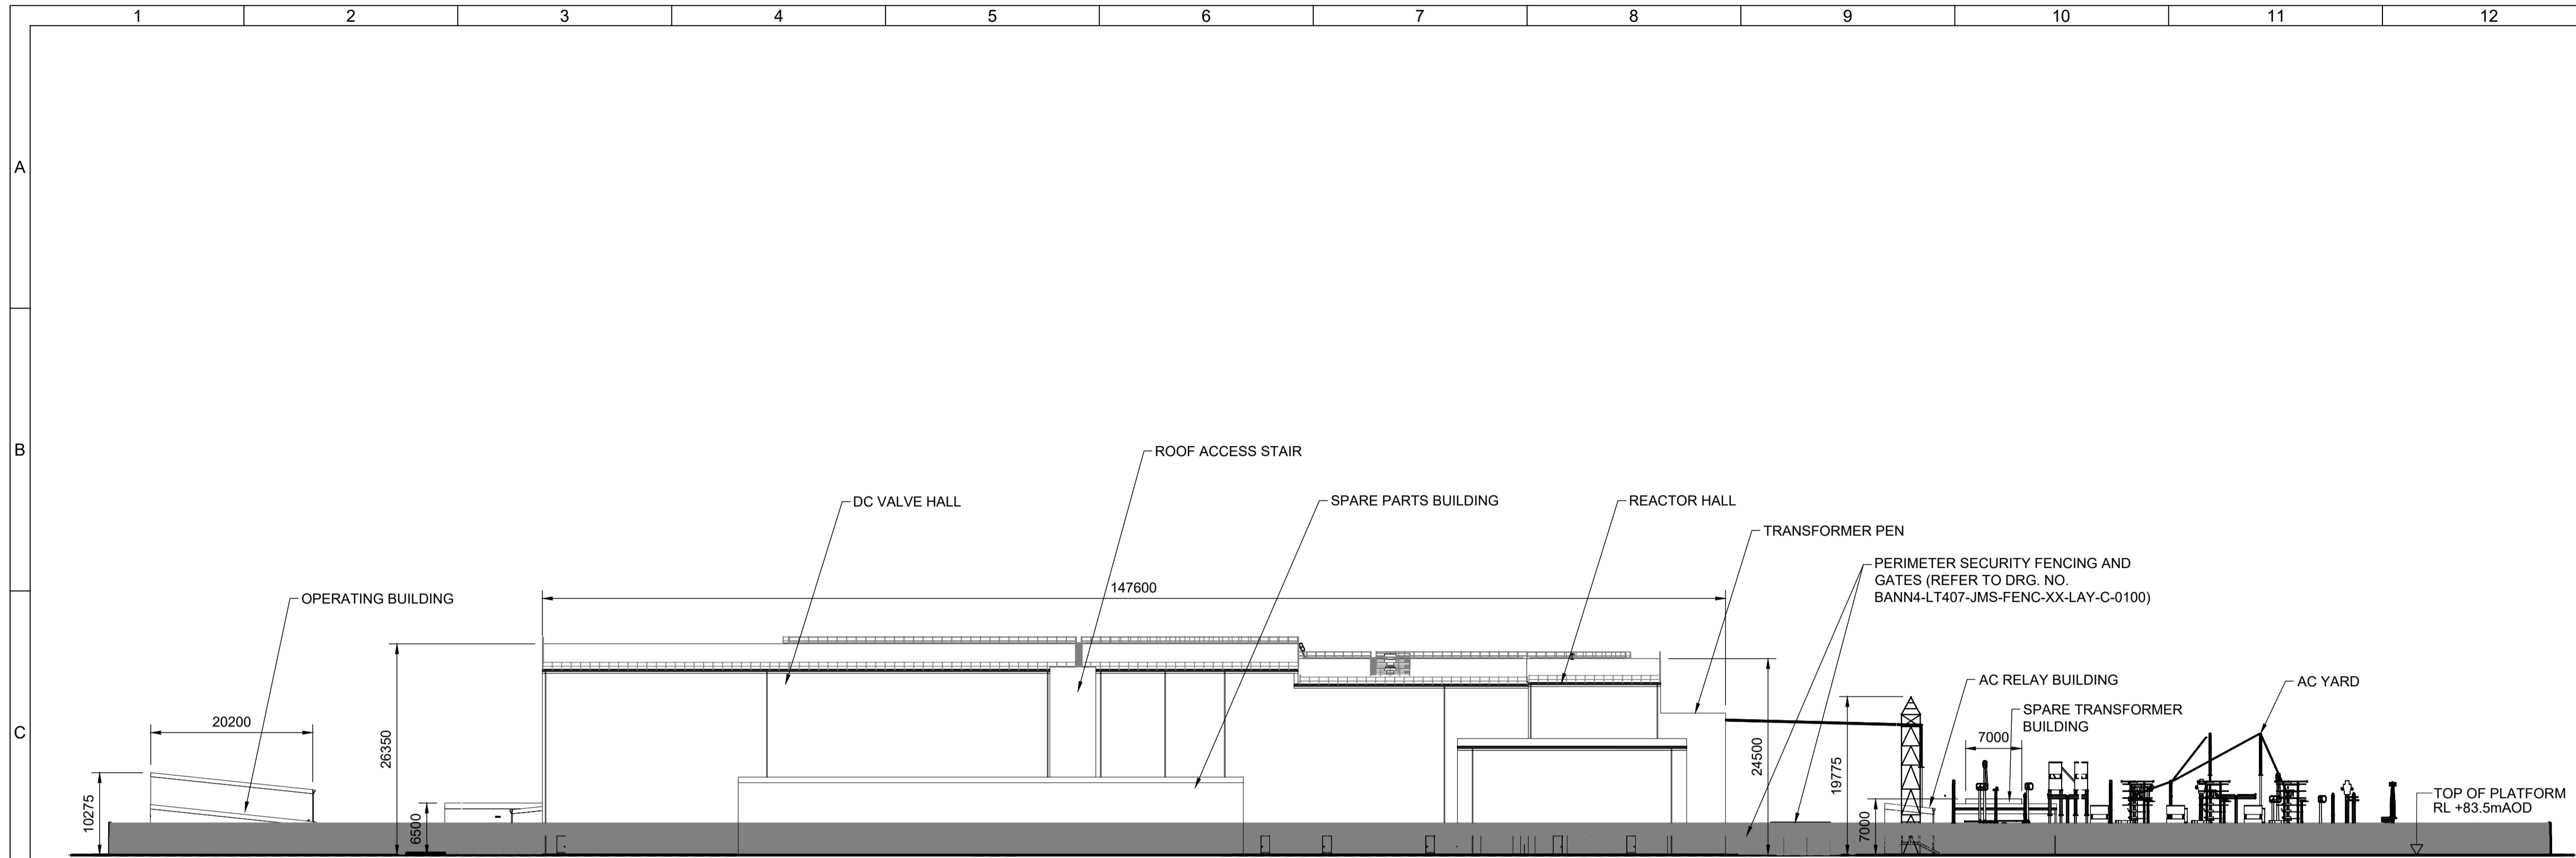 1 2 3 4 5 6 7 8 9 10 11 12
A
B
ROOF ACCESS STAIR
DC VALVE HALL
SPARE PARTS BUILDING
REACTOR HALL
TRANSFORMER PEN
PERIMETER SECURITY FENCING AND
GATES (REFER TO DRG. NO.
BANN4-LT407-JMS-FENC-XX-LAY-C-0100)
147600
OPERATING BUILDING
AC RELAY BUILDING
AC YARD
SPARE TRANSFORMER
BUILDING
C
20200
7000
26350
24500
19775
10275
6500
7000
TOP OF PLATFORM
RL +83.5mAOD